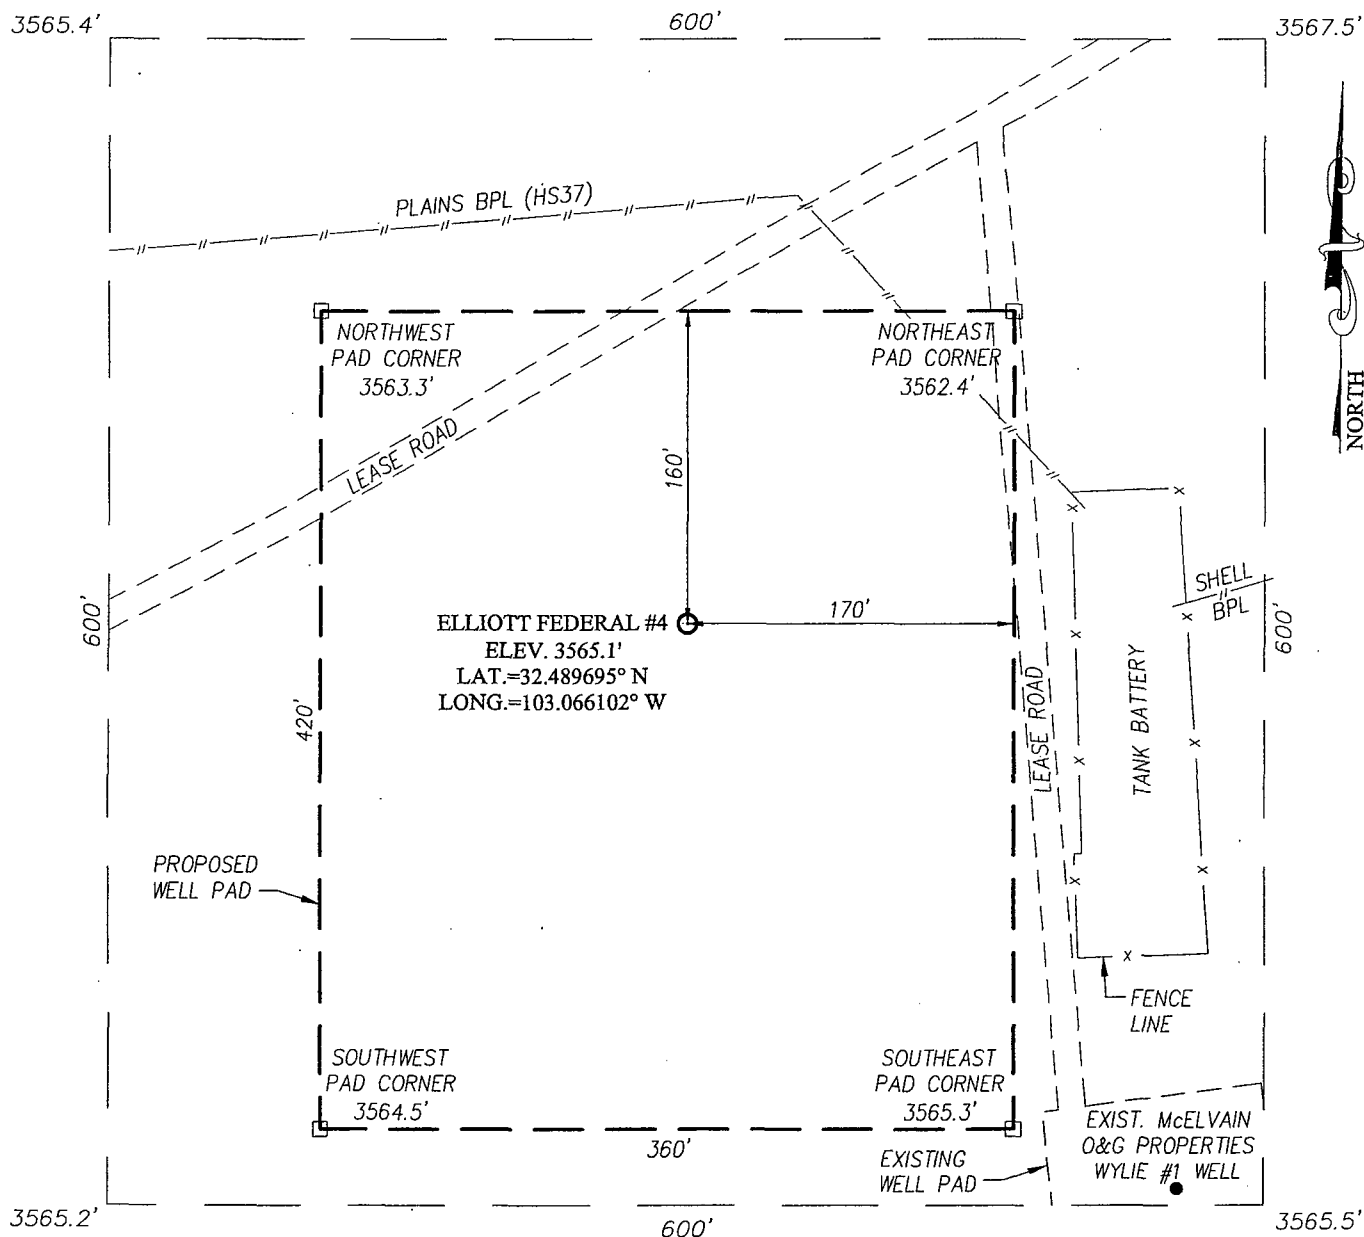 3565.4'
600'
3567.5'
PLAINS BPL (HS37)
NORTHWEST
PAD CORNER
3563.3'
NORTHEAST
PAD CORNER
3562.4'
NORTH
LEASE ROAD
160'
SHELL
BPL
600'
ELLIOTT FEDERAL #4
ELEV. 3565.1'
LAT.=32.489695° N
LONG.=103.066102° W
170'
600'
420'
LEASE ROAD
TANK BATTERY
PROPOSED
WELL PAD
FENCE
LINE
SOUTHWEST
PAD CORNER
3564.5'
SOUTHEAST
PAD CORNER
3565.3'
360'
EXISTING
WELL PAD
EXIST. McELVAIN
O&G PROPERTIES
WYLIE #1 WELL
3565.2'
600'
3565.5'